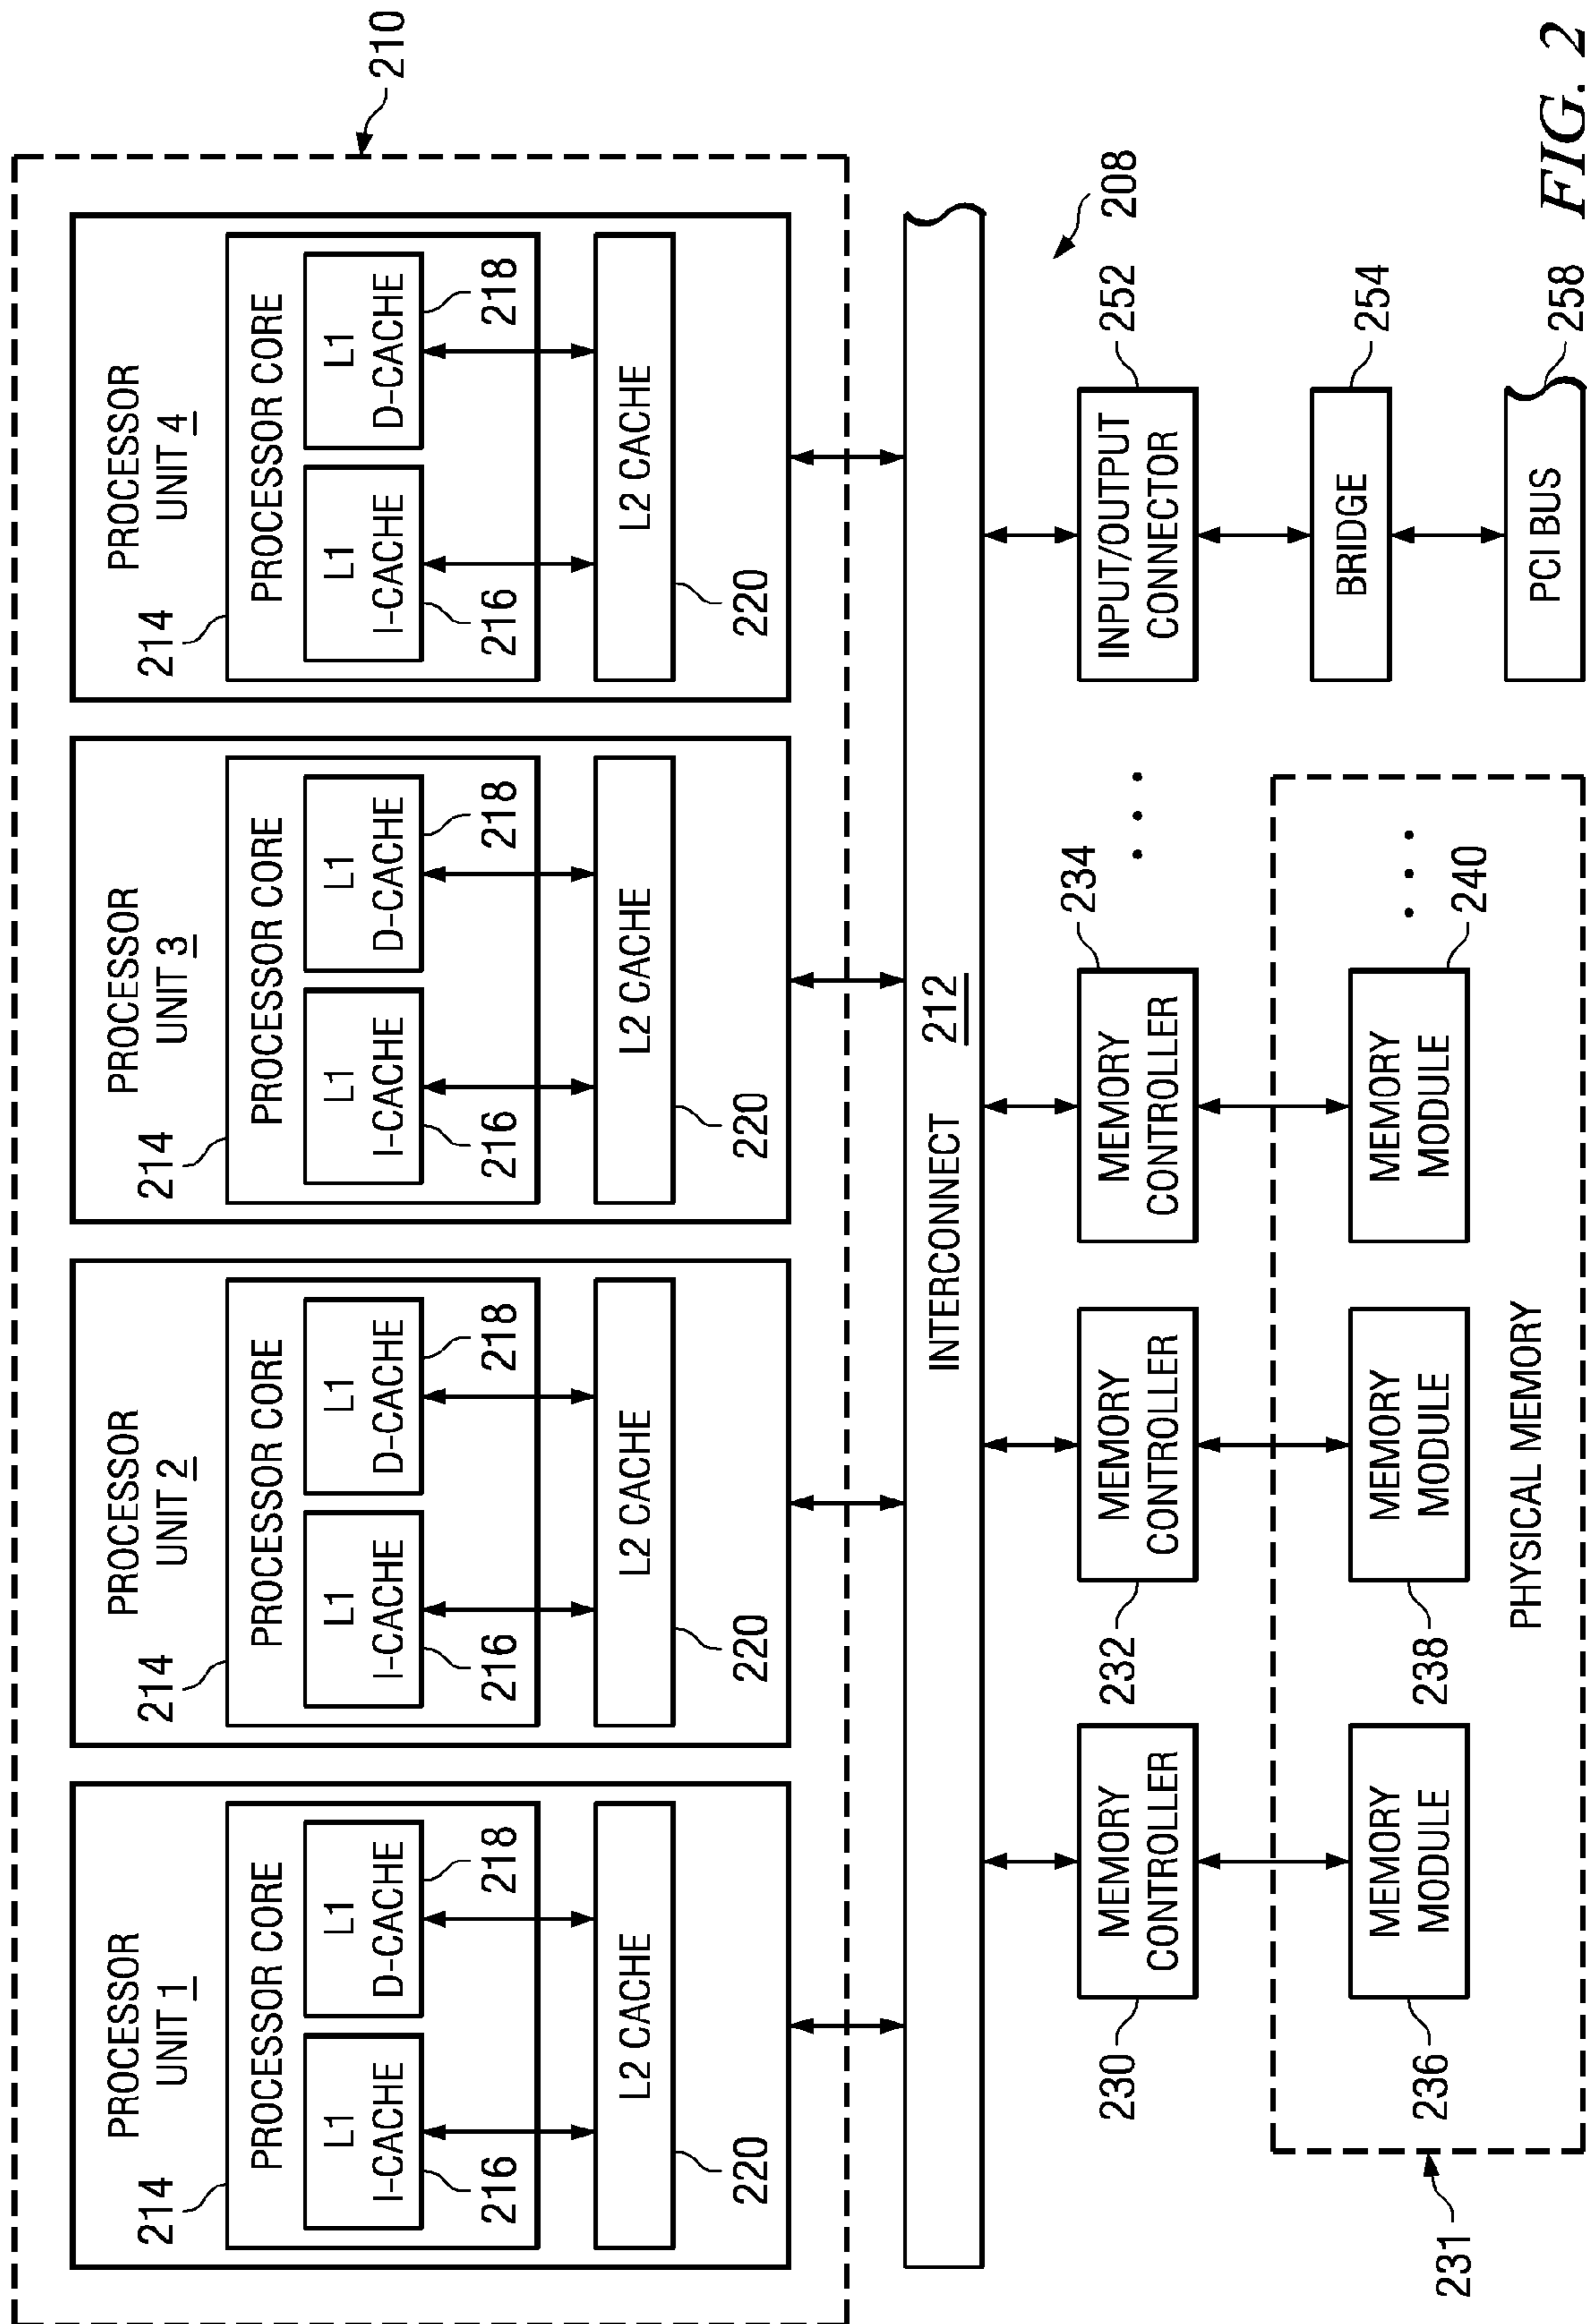 210
PROCESSOR
UNIT 1
214
PROCESSOR CORE
L1
I-CACHE
L1
D-CACHE
216
218
L2 CACHE
220
PROCESSOR
UNIT 2
214
PROCESSOR CORE
L1
I-CACHE
L1
D-CACHE
216
218
L2 CACHE
220
PROCESSOR
UNIT 3
214
PROCESSOR CORE
L1
I-CACHE
L1
D-CACHE
216
218
L2 CACHE
220
PROCESSOR
UNIT 4
214
PROCESSOR CORE
L1
I-CACHE
L1
D-CACHE
216
218
L2 CACHE
220
INTERCONNECT 212
208
230
MEMORY
CONTROLLER
232
MEMORY
CONTROLLER
234
MEMORY
CONTROLLER
• • •
252
INPUT/OUTPUT
CONNECTOR
231
236
MEMORY
MODULE
238
MEMORY
MODULE
240
MEMORY
MODULE
• • •
PHYSICAL MEMORY
254
BRIDGE
258
PCI BUS
FIG. 2